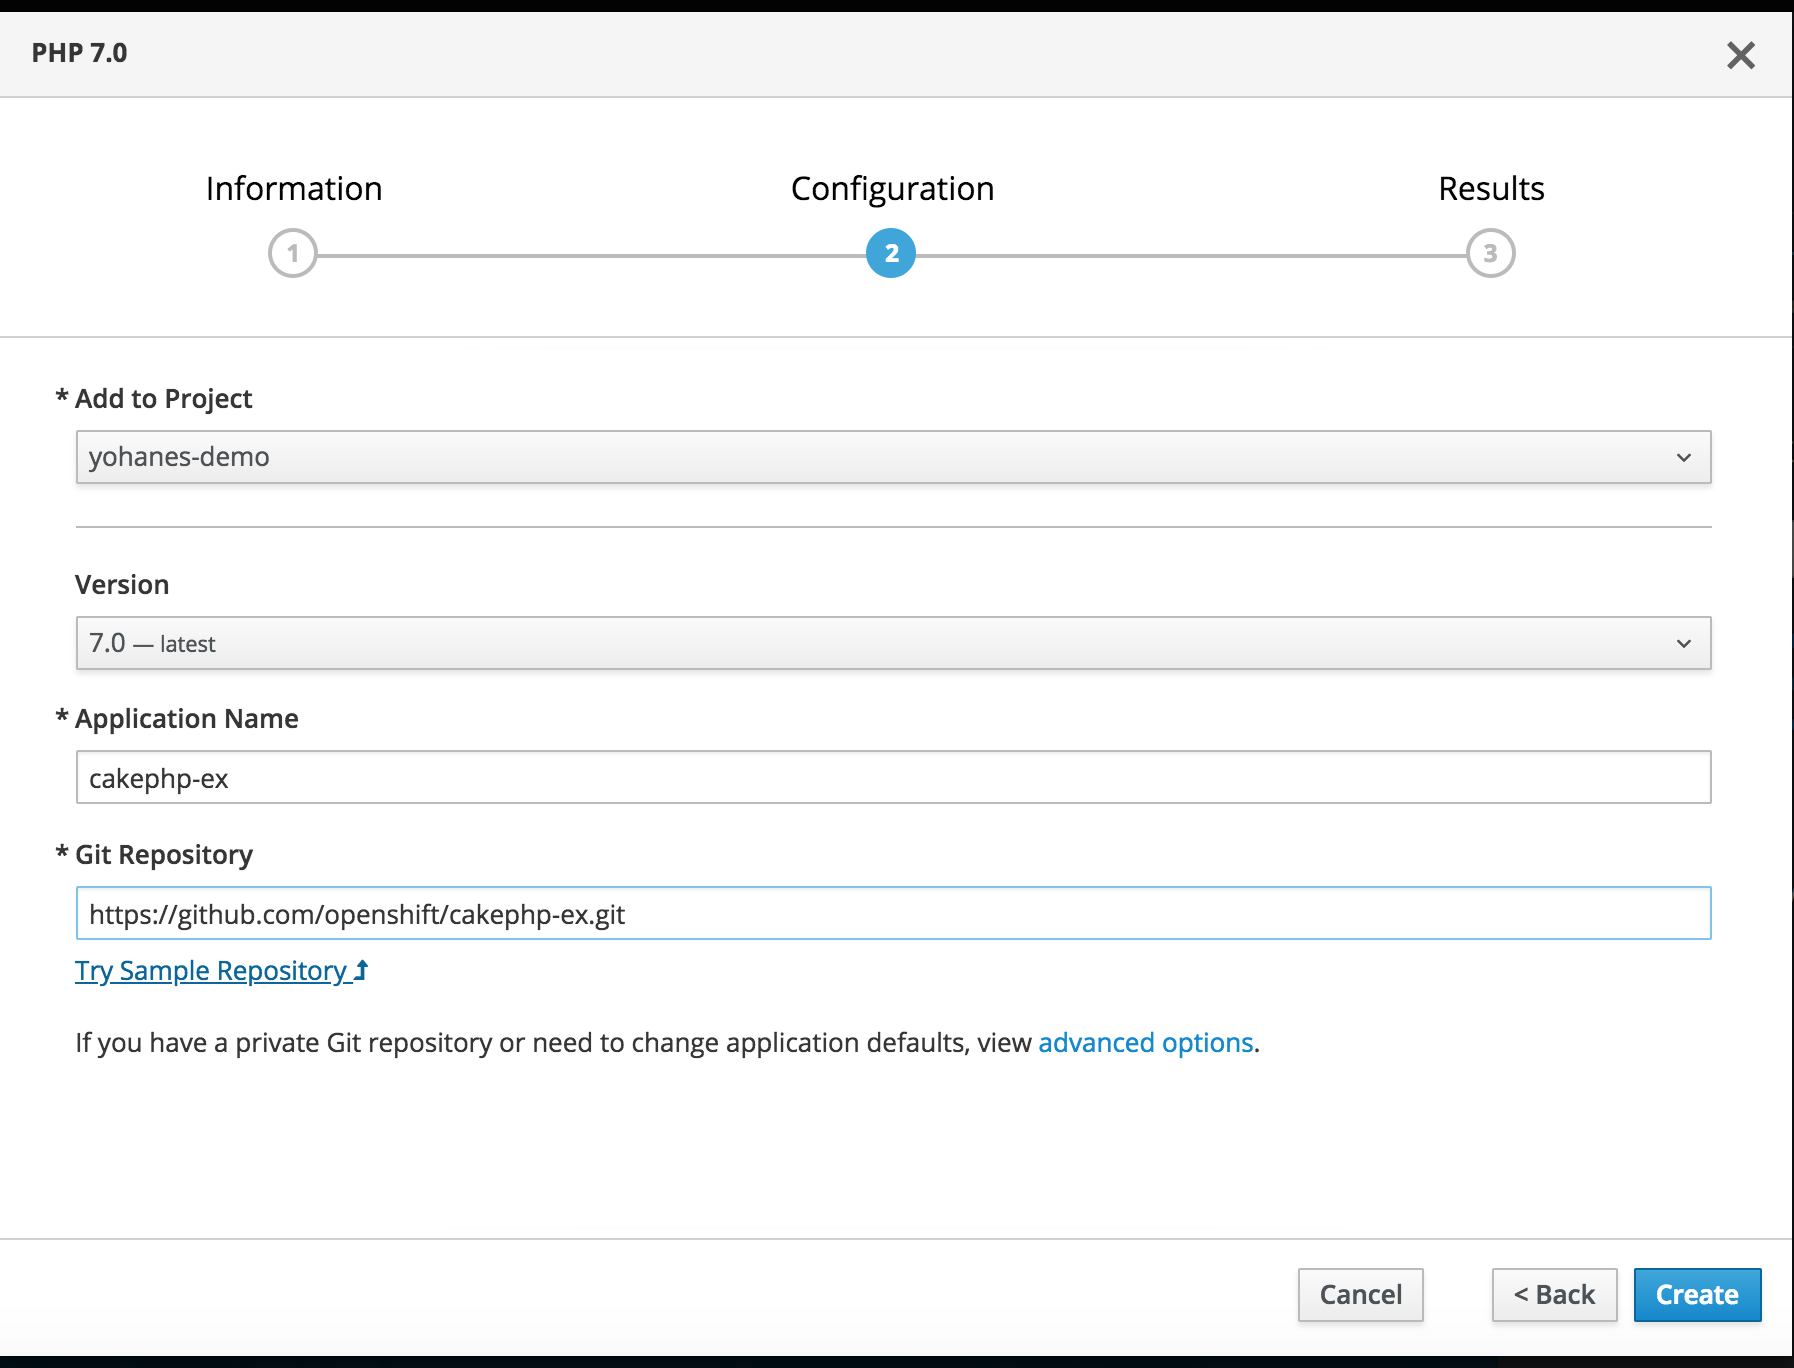 PHP 7.0
Information Configuration Results
1 2 3
* Add to Project
yohanes-demo
Version
7.0 — latest
* Application Name
cakephp-ex
* Git Repository
https://github.com/openshift/cakephp-ex.git
Try Sample Repository
If you have a private Git repository or need to change application defaults, view advanced options.
Cancel < Back Create